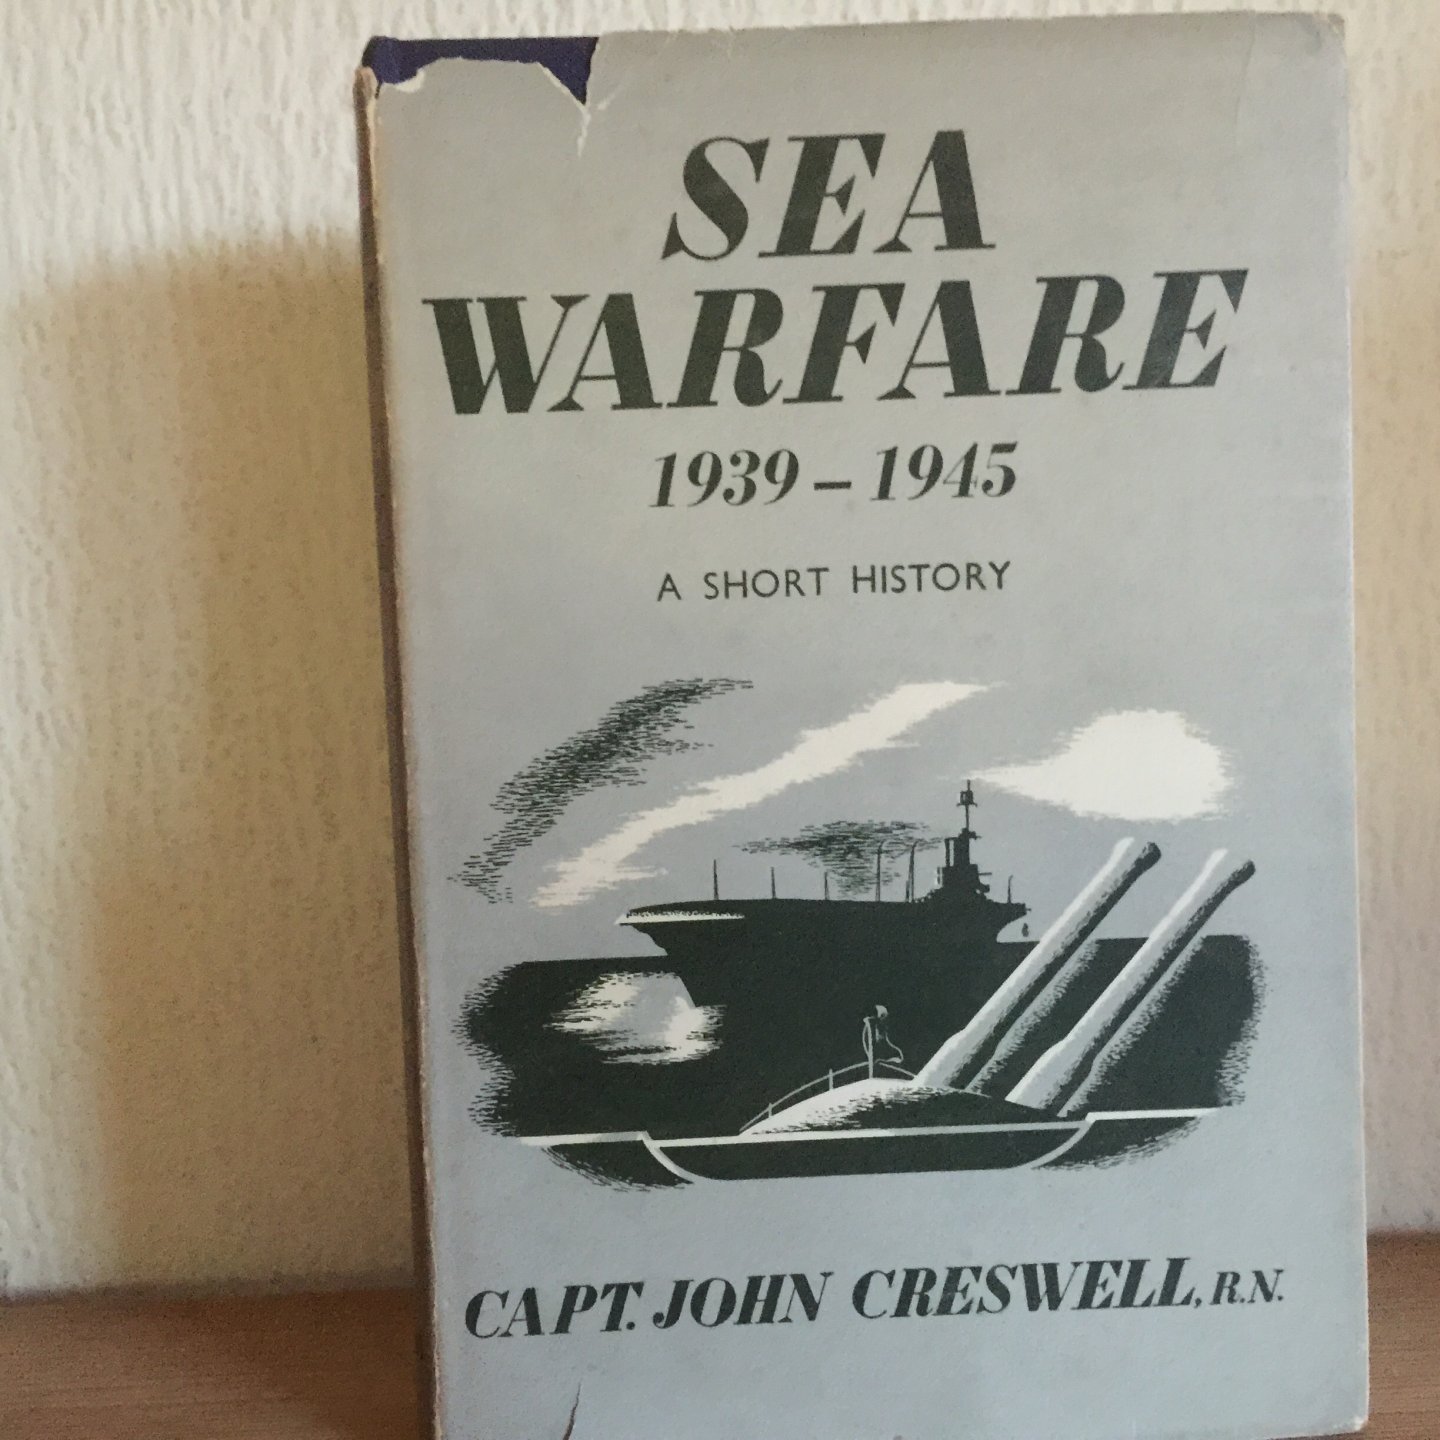 SEA
WARFARE
1939 – 1945
A SHORT HISTORY
CAPT. JOHN CRESWELL, R.N.